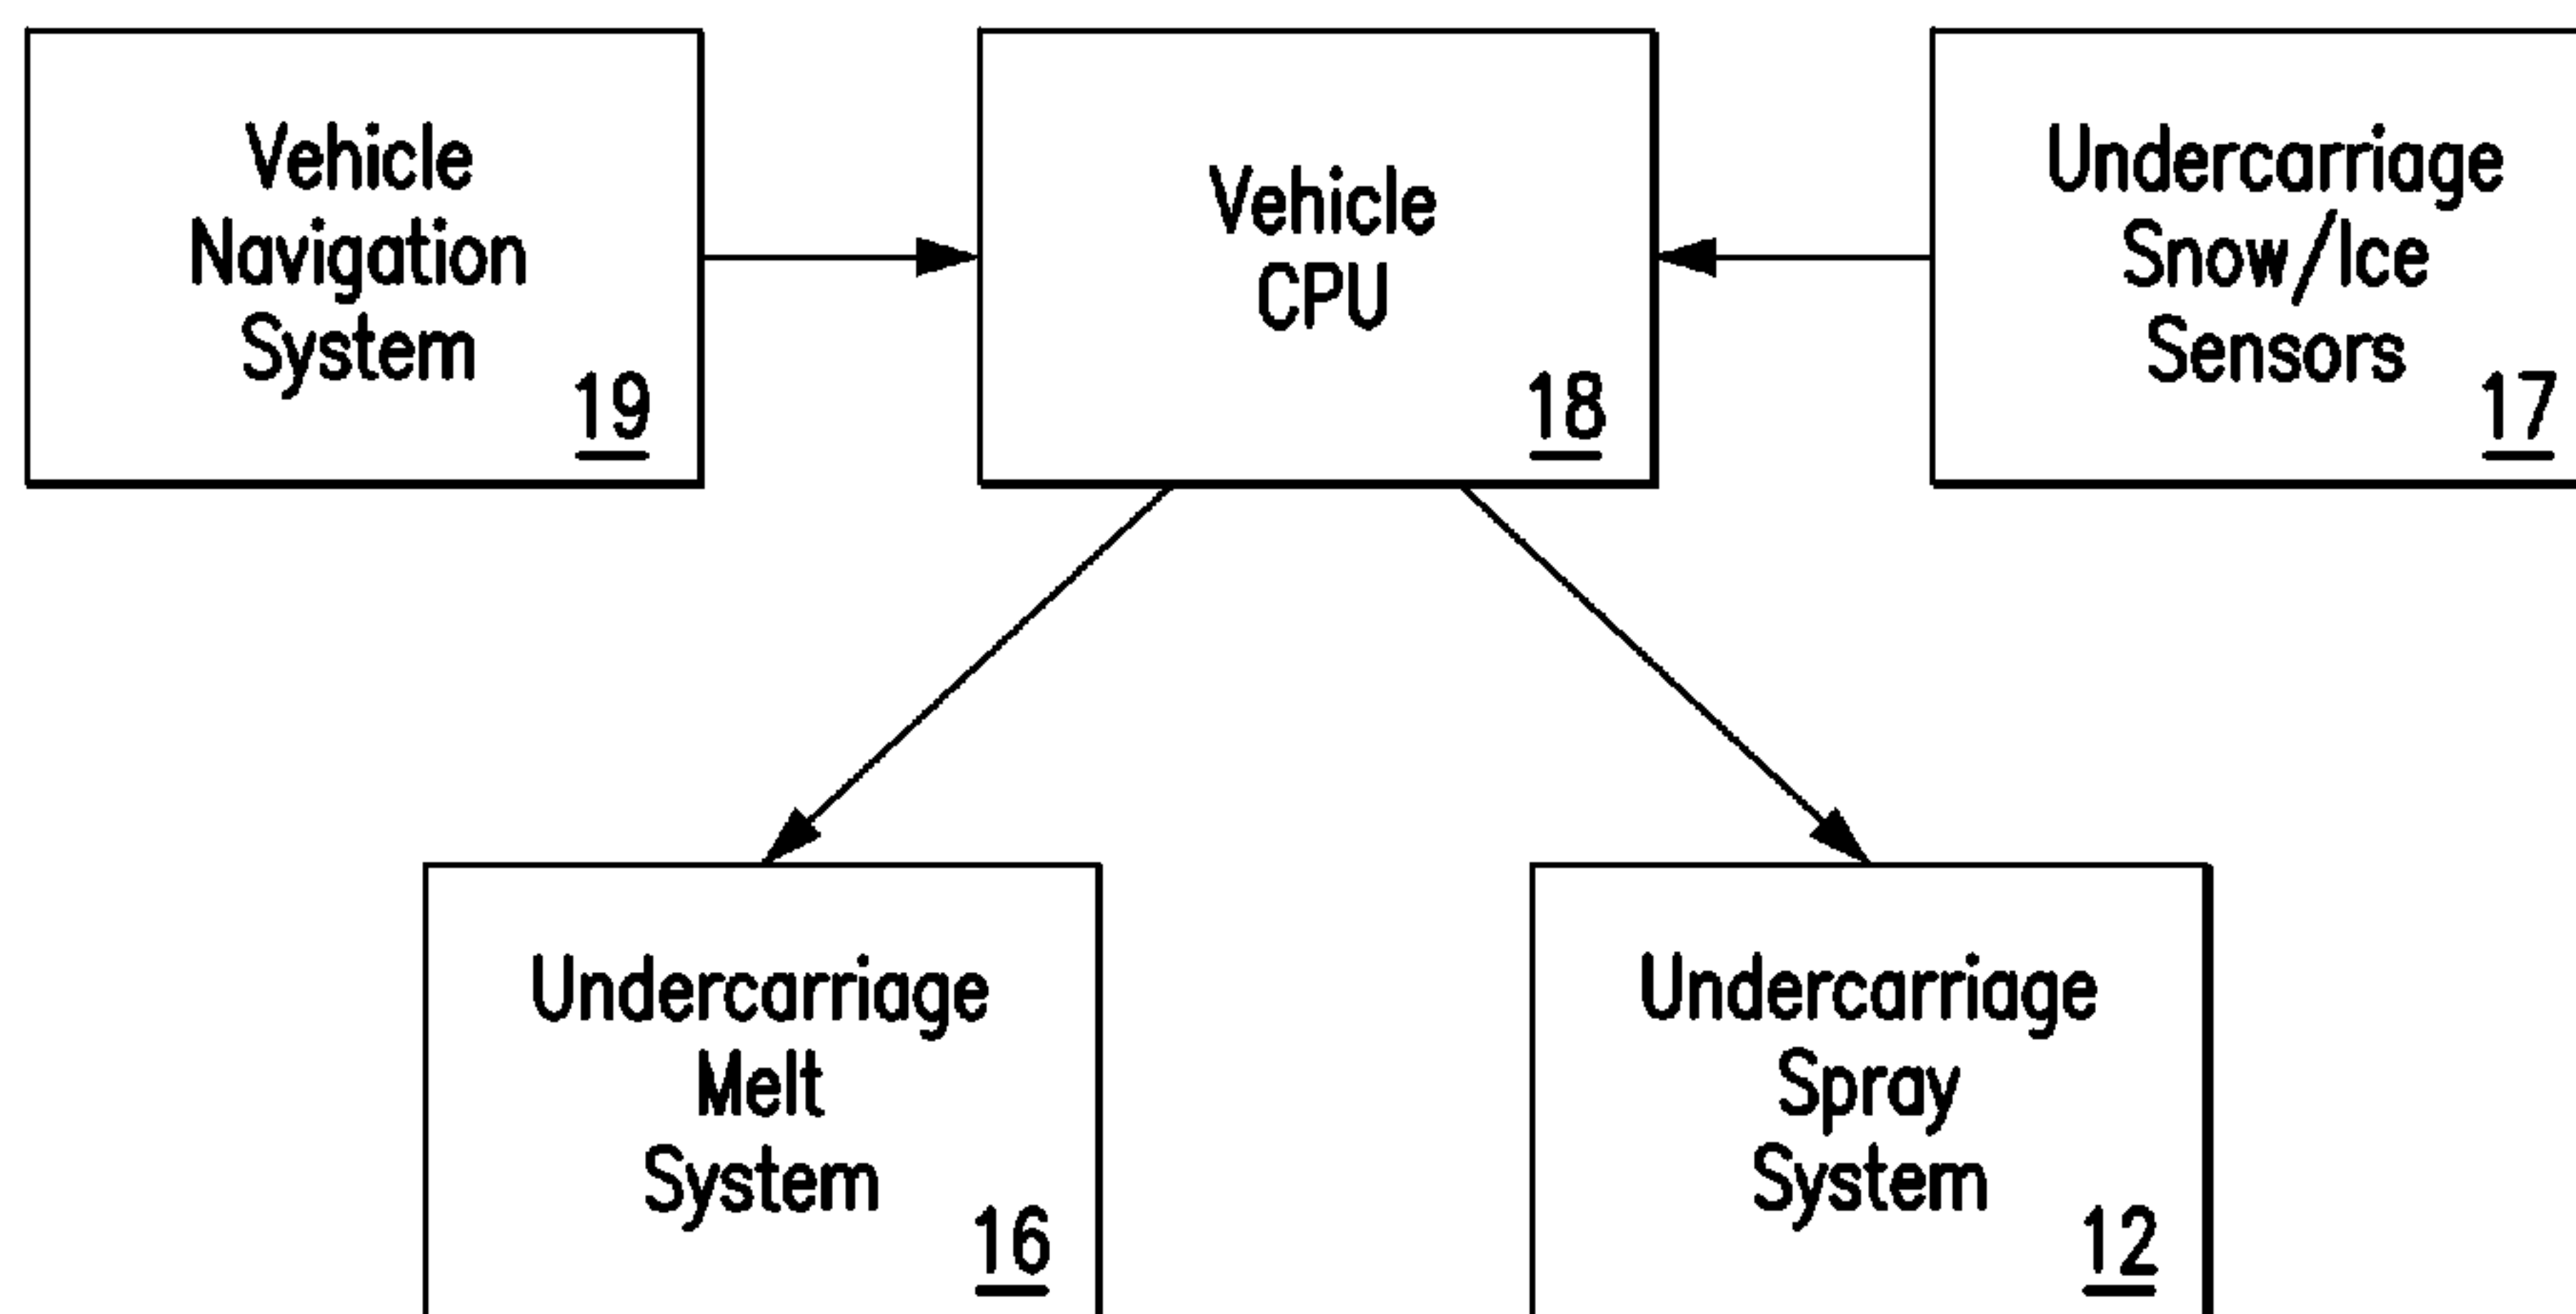 Vehicle
Navigation
System
19
Vehicle
CPU
18
Undercarriage
Snow/Ice
Sensors
17
Undercarriage
Melt
System
16
Undercarriage
Spray
System
12